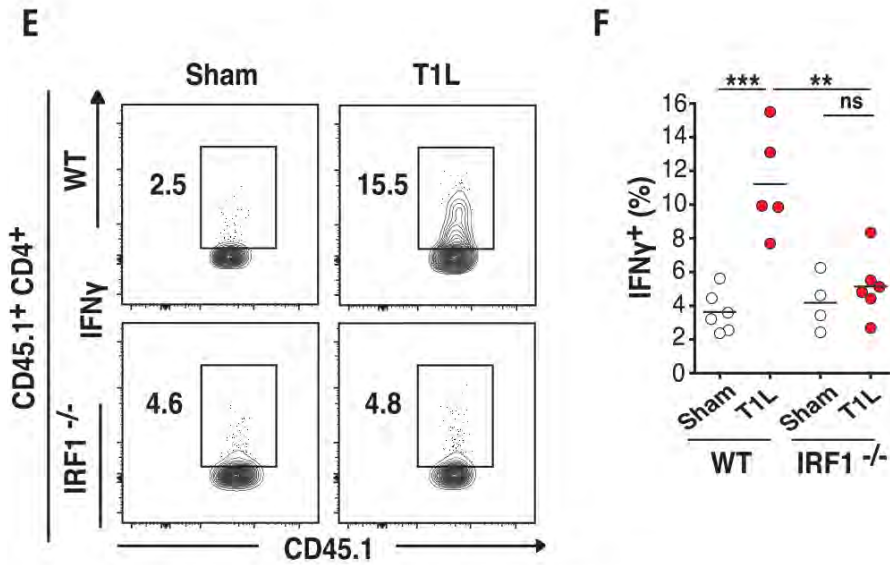 E
Sham
T1L
CD45.1+ CD4+
WT
IRF1 -/-
IFNγ
2.5
15.5
4.6
4.8
CD45.1
F
***
**
ns
IFNγ+ (%)
16
14
12
10
8
6
4
2
0
Sham
T1L
Sham
T1L
WT
IRF1 -/-